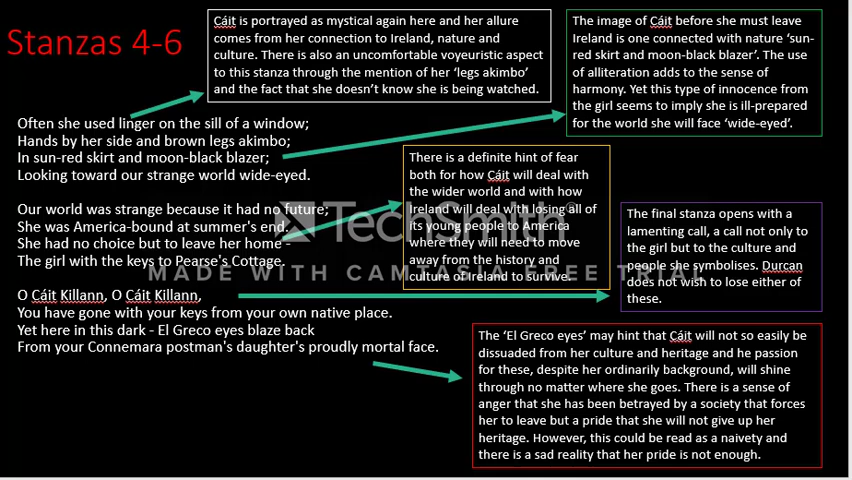 Stanzas 4-6
Cáit is portrayed as mystical again here and her allure
comes from her connection to Ireland, nature and
culture. There is also an uncomfortable voyeuristic aspect
to this stanza through the mention of her ‘legs akimbo’
and the fact that she doesn’t know she is being watched.
The image of Cáit before she must leave
Ireland is one connected with nature ‘sun-
red skirt and moon-black blazer’. The use
of alliteration adds to the sense of
harmony. Yet this type of innocence from
the girl seems to imply she is ill-prepared
for the world she will face ‘wide-eyed’.
Often she used linger on the sill of a window;
Hands by her side and brown legs akimbo;
In sun-red skirt and moon-black blazer;
Looking toward our strange world wide-eyed.
There is a definite hint of fear
both for how Cáit will deal with
the wider world and with how
Ireland will deal with losing all of
its young people to America
where they will need to move
away from the history and
culture of Ireland to survive.
Our world was strange because it had no future;
She was America-bound at summer's end.
She had no choice but to leave her home -
The girl with the keys to Pearse's Cottage.
The final stanza opens with a
lamenting call, a call not only to
the girl but to the culture and
people she symbolises. Durcan
does not wish to lose either of
these.
O Cáit Killann, O Cáit Killann,
You have gone with your keys from your own native place.
Yet here in this dark - El Greco eyes blaze back
From your Connemara postman's daughter's proudly mortal face.
The ‘El Greco eyes’ may hint that Cáit will not so easily be
dissuaded from her culture and heritage and he passion
for these, despite her ordinarily background, will shine
through no matter where she goes. There is a sense of
anger that she has been betrayed by a society that forces
her to leave but a pride that she will not give up her
heritage. However, this could be read as a naivety and
there is a sad reality that her pride is not enough.
TechSmith®
MADE WITH CAMTASIA FREE TRIAL